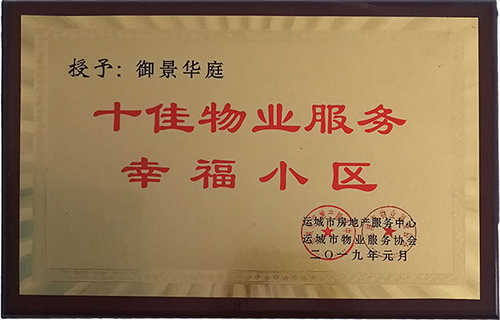 授予：御景华庭
十佳物业服务
幸福小区
运城市房地产服务中心
运城市物业服务协会
二〇一九年元月